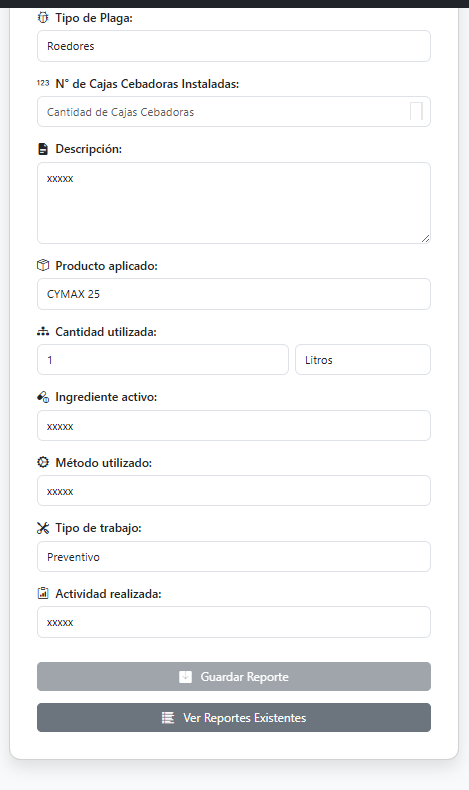 Tipo de Plaga:
Roedores
123 N° de Cajas Cebadoras Instaladas:
Cantidad de Cajas Cebadoras
Descripción:
xxxxx
Producto aplicado:
CYMAX 25
Cantidad utilizada:
1 Litros
Ingrediente activo:
xxxxx
Método utilizado:
xxxxx
Tipo de trabajo:
Preventivo
Actividad realizada:
xxxxx
Guardar Reporte
Ver Reportes Existentes